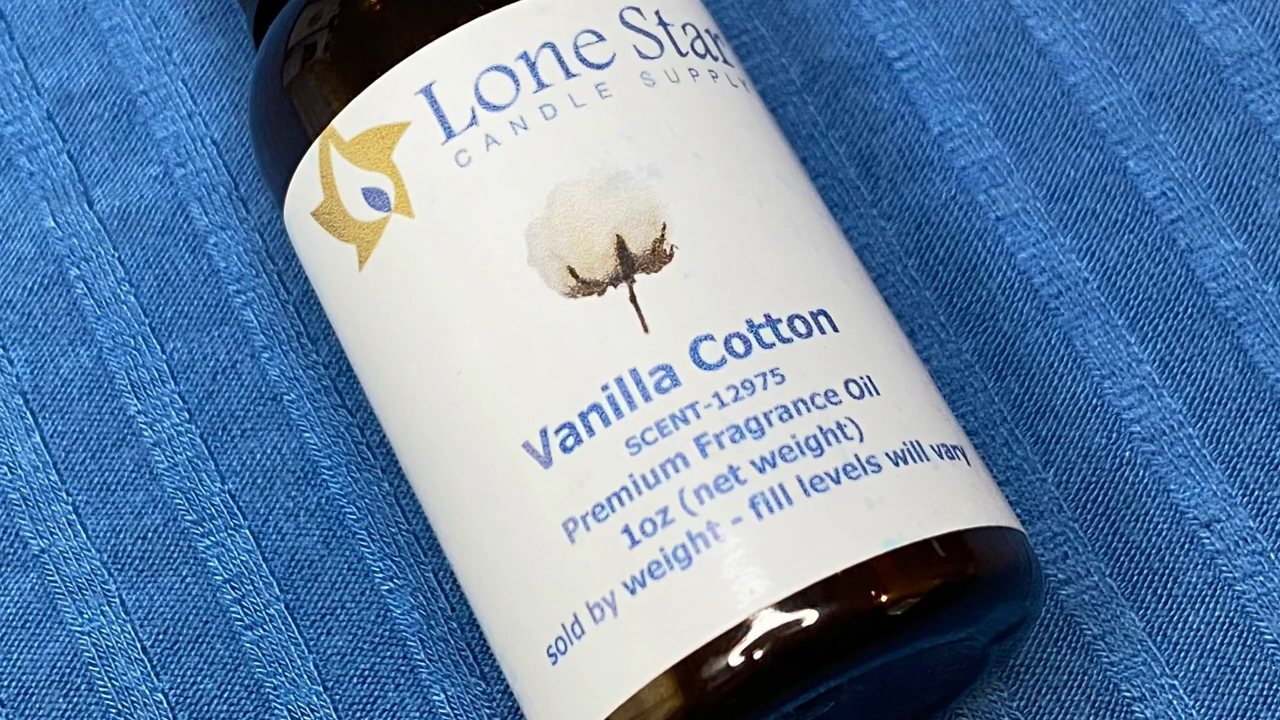 Lone Star
CANDLE SUPPLY
Vanilla Cotton
SCENT-12975
Premium Fragrance Oil
1oz (net weight)
sold by weight - fill levels will vary